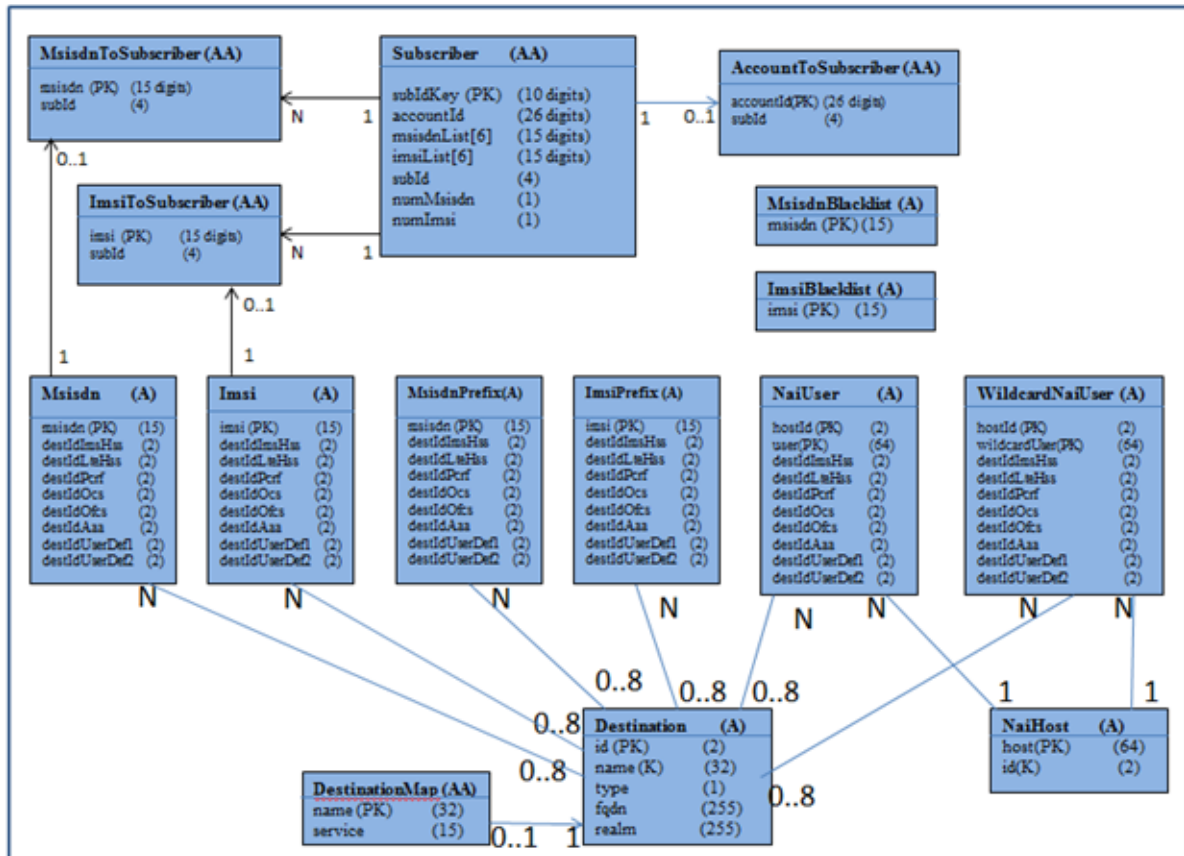 MsisdnToSubscriber (AA)
msisdn (PK) (15 digits)
subId (4)
Subscriber (AA)
subIdKey (PK) (10 digits)
accountId (26 digits)
msisdnList[6] (15 digits)
imsiList[6] (15 digits)
subId (4)
numMsisdn (1)
numImsi (1)
AccountToSubscriber (AA)
accountId(PK) (26 digits)
subId (4)
N 1
1 0..1
0..1
ImsiToSubscriber (AA)
imsi (PK) (15 digits)
subId (4)
N 1
MsisdnBlacklist (A)
msisdn (PK) (15)
ImsiBlacklist (A)
imsi (PK) (15)
0..1
1 1
Msisdn (A)
msisdn (PK) (15)
destIdImsHss (2)
destIdLteHss (2)
destIdPcrf (2)
destIdOcs (2)
destIdOfcs (2)
destIdAaa (2)
destIdUserDef1 (2)
destIdUserDef2 (2)
Imsi (A)
imsi (PK) (15)
destIdImsHss (2)
destIdLteHss (2)
destIdPcrf (2)
destIdOcs (2)
destIdOfcs (2)
destIdAaa (2)
destIdUserDef1 (2)
destIdUserDef2 (2)
MsisdnPrefix(A)
msisdn (PK) (15)
destIdImsHss (2)
destIdLteHss (2)
destIdPcrf (2)
destIdOcs (2)
destIdOfcs (2)
destIdAaa (2)
destIdUserDef1 (2)
destIdUserDef2 (2)
ImsiPrefix (A)
imsi (PK) (15)
destIdImsHss (2)
destIdLteHss (2)
destIdPcrf (2)
destIdOcs (2)
destIdOfcs (2)
destIdAaa (2)
destIdUserDef1 (2)
destIdUserDef2 (2)
NaiUser (A)
hostId (PK) (2)
user(PK) (64)
destIdImsHss (2)
destIdLteHss (2)
destIdPcrf (2)
destIdOcs (2)
destIdOfcs (2)
destIdAaa (2)
destIdUserDef1 (2)
destIdUserDef2 (2)
WildcardNaiUser (A)
hostId (PK) (2)
wildcardUser(PK) (64)
destIdImsHss (2)
destIdLteHss (2)
destIdPcrf (2)
destIdOcs (2)
destIdOfcs (2)
destIdAaa (2)
destIdUserDef1 (2)
destIdUserDef2 (2)
N N N N N N N N
0..8 0..8 0..8 1 1
0..8
0..8
0..8
Destination (A)
id (PK) (2)
name (K) (32)
type (1)
fqdn (255)
realm (255)
NaiHost (A)
host(PK) (64)
id(K) (2)
DestinationMap (AA)
name (PK) (32)
service (15)
0..1 1